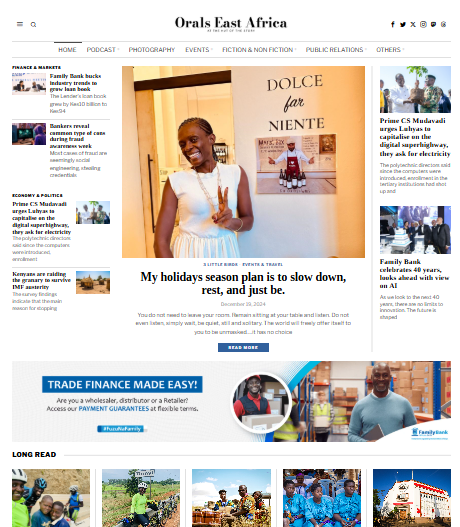 Orals East Africa
AT THE HUT OF THE STORY
HOME
PODCAST
PHOTOGRAPHY
EVENTS
FICTION & NON FICTION
PUBLIC RELATIONS
OTHERS
FINANCE & MARKETS
Family Bank bucks
industry trends to
grow loan book
The Lender's loan book
grew by Kes10 billion to
Kes94
Bankers reveal
common type of cons
during fraud
awareness week
Most cases of fraud are
seemingly social
engineering, stealing
credentials
ECONOMY & POLITICS
Prime CS Mudavadi
urges Luhyas to
capitalise on the
digital superhighway,
they ask for electricity
The polytechnic directors
said since the computers
were introduced,
enrollment
Kenyans are raiding
the granary to survive
IMF austerity
The survey findings
indicate that the main
reason for stopping
DOLCE
far
NIENTE
3 LITTLE BIRDS
EVENTS & TRAVEL
My holidays season plan is to slow down,
rest, and just be.
December 19, 2024
You do not need to leave your room. Remain sitting at your table and listen. Do not
even listen, simply wait, be quiet, still and solitary. The world will freely offer itself to
you to be unmasked...it has no choice
READ MORE
Prime CS Mudavadi
urges Luhyas to
capitalise on the
digital superhighway,
they ask for electricity
The polytechnic directors said
since the computers were
introduced, enrollment in the
tertiary institutions had shot
up and
Family Bank
celebrates 40 years,
looks ahead with view
on AI
As we look to the next 40
years, there are no limits to
innovation. The future is
shaped
TRADE FINANCE MADE EASY!
Are you a wholesaler, distributor or a Retailer?
Access our PAYMENT GUARANTEES at flexible terms.
#FuzuNaFamily
FamilyBank
LONG READ